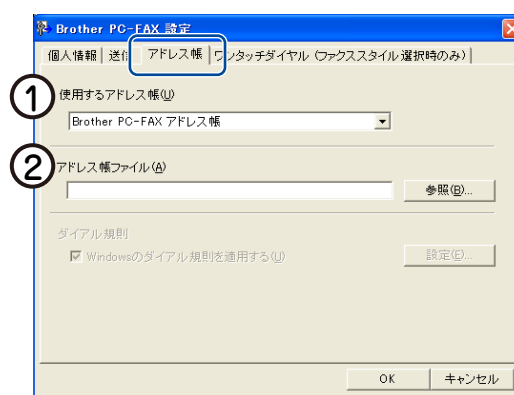 Brother PC-FAX 設定
個人情報 送信 アドレス帳 ワンタッチダイヤル (ファクススタイル選択時のみ)
① 使用するアドレス帳(U)
Brother PC-FAX アドレス帳
② アドレス帳ファイル(A)
参照(B)...
ダイアル規則
Windowsのダイアル規則を適用する(U) 設定(E)...
OK キャンセル